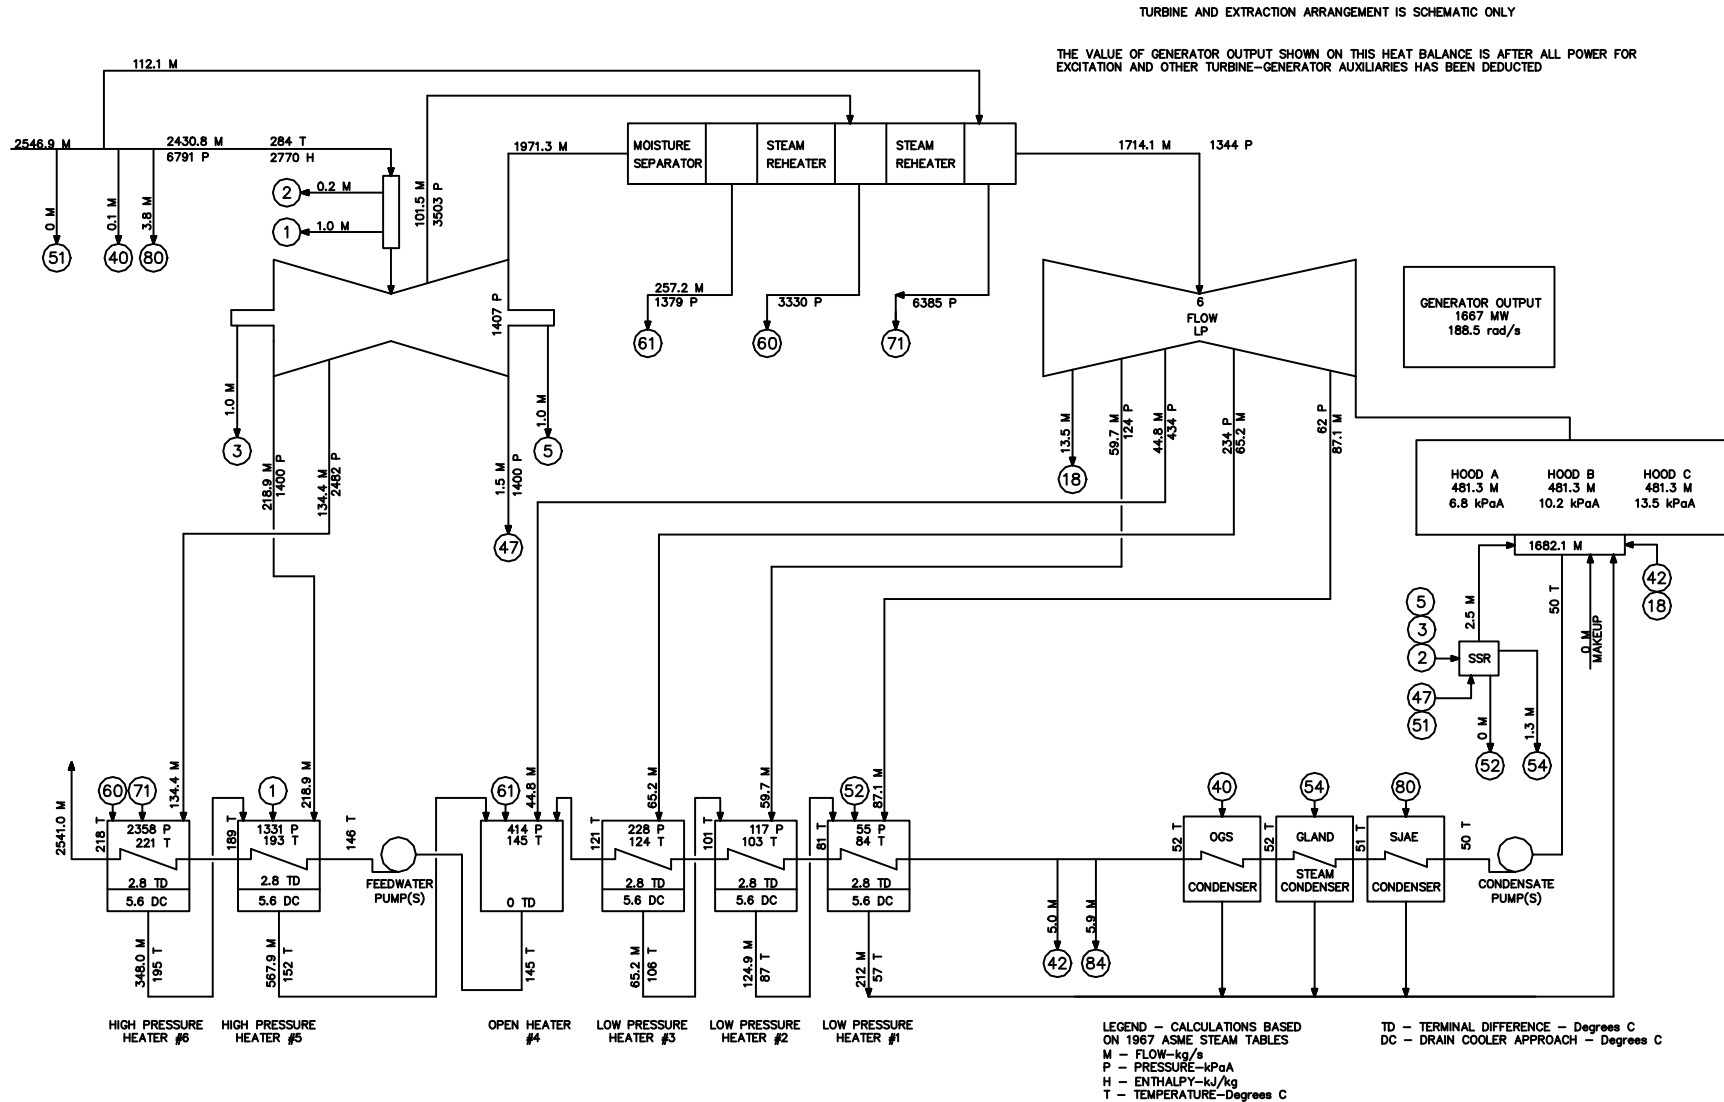 TURBINE AND EXTRACTION ARRANGEMENT IS SCHEMATIC ONLY
THE VALUE OF GENERATOR OUTPUT SHOWN ON THIS HEAT BALANCE IS AFTER ALL POWER FOR
EXCITATION AND OTHER TURBINE-GENERATOR AUXILIARIES HAS BEEN DEDUCTED
112.1 M
2546.9 M
2430.8 M
6791 P
284 T
2770 H
0 M
51
0.1 M
40
3.8 M
80
2
0.2 M
1
1.0 M
101.5 M
3503 P
1971.3 M
MOISTURE
SEPARATOR
STEAM
REHEATER
STEAM
REHEATER
1714.1 M
1344 P
257.2 M
1379 P
61
3330 P
60
6385 P
71
1407 P
1.0 M
3
218.9 M
1400 P
134.4 M
2482 P
1.5 M
1400 P
47
1.0 M
5
6
FLOW
LP
GENERATOR OUTPUT
1667 MW
188.5 rad/s
13.5 M
18
59.7 M
124 P
44.8 M
434 P
234 P
65.2 M
62 P
87.1 M
HOOD A
481.3 M
6.8 kPaA
HOOD B
481.3 M
10.2 kPaA
HOOD C
481.3 M
13.5 kPaA
1682.1 M
42
18
50 T
0 M
MAKEUP
2.5 M
5
3
2
SSR
47
51
0 M
52
1.3 M
54
2541.0 M
218 T
60
71
134.4 M
2358 P
221 T
2.8 TD
5.6 DC
189 T
1
218.9 M
1331 P
193 T
2.8 TD
5.6 DC
146 T
FEEDWATER
PUMP(S)
61
44.8 M
414 P
145 T
0 TD
121 T
65.2 M
228 P
124 T
2.8 TD
5.6 DC
101 T
59.7 M
117 P
103 T
2.8 TD
5.6 DC
81 T
52
87.1 M
55 P
84 T
2.8 TD
5.6 DC
52 T
40
OGS
CONDENSER
52 T
54
GLAND
STEAM
CONDENSER
51 T
80
SJAE
CONDENSER
50 T
CONDENSATE
PUMP(S)
348.0 M
195 T
567.9 M
152 T
145 T
65.2 M
106 T
124.9 M
87 T
212 M
57 T
5.0 M
42
5.9 M
84
HIGH PRESSURE
HEATER #6
HIGH PRESSURE
HEATER #5
OPEN HEATER
#4
LOW PRESSURE
HEATER #3
LOW PRESSURE
HEATER #2
LOW PRESSURE
HEATER #1
LEGEND - CALCULATIONS BASED
ON 1967 ASME STEAM TABLES
M - FLOW-kg/s
P - PRESSURE-kPaA
H - ENTHALPY-kJ/kg
T - TEMPERATURE-Degrees C
TD - TERMINAL DIFFERENCE - Degrees C
DC - DRAIN COOLER APPROACH - Degrees C